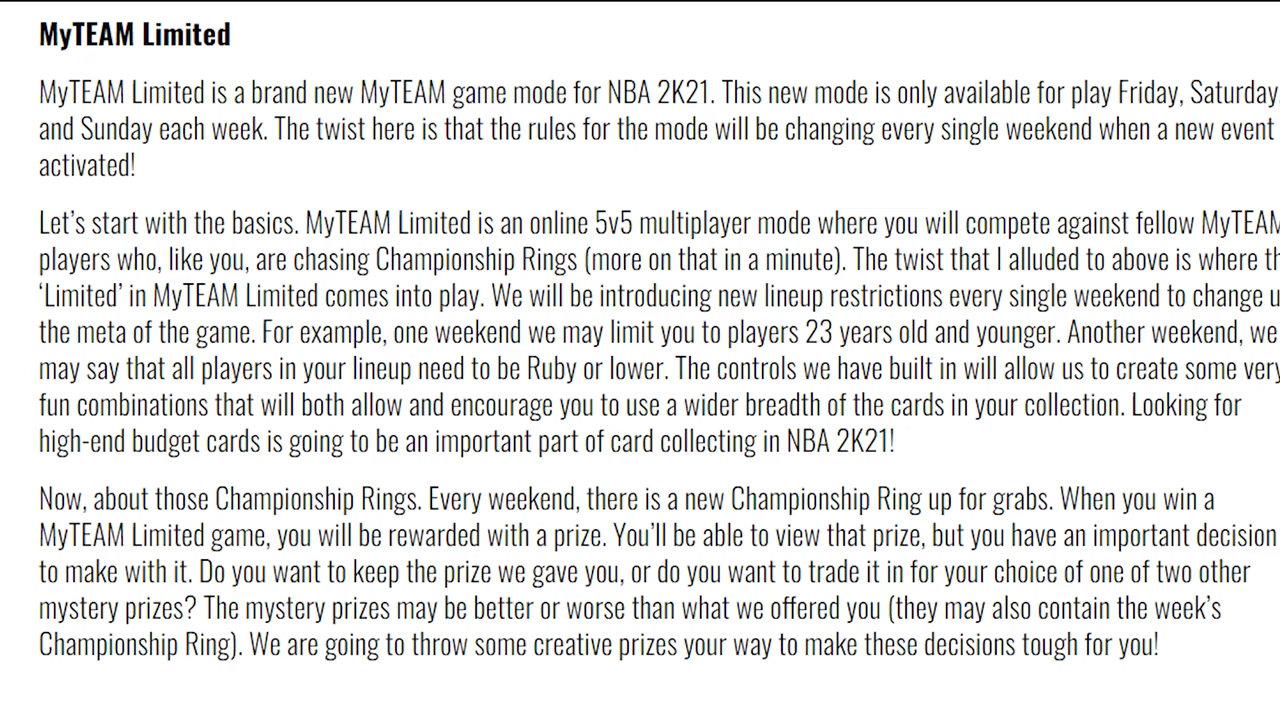 MyTEAM Limited
MyTEAM Limited is a brand new MyTEAM game mode for NBA 2K21. This new mode is only available for play Friday, Saturday,
and Sunday each week. The twist here is that the rules for the mode will be changing every single weekend when a new event
activated!
Let’s start with the basics. MyTEAM Limited is an online 5v5 multiplayer mode where you will compete against fellow MyTEAM
players who, like you, are chasing Championship Rings (more on that in a minute). The twist that I alluded to above is where th
‘Limited’ in MyTEAM Limited comes into play. We will be introducing new lineup restrictions every single weekend to change u
the meta of the game. For example, one weekend we may limit you to players 23 years old and younger. Another weekend, we
may say that all players in your lineup need to be Ruby or lower. The controls we have built in will allow us to create some very
fun combinations that will both allow and encourage you to use a wider breadth of the cards in your collection. Looking for
high-end budget cards is going to be an important part of card collecting in NBA 2K21!
Now, about those Championship Rings. Every weekend, there is a new Championship Ring up for grabs. When you win a
MyTEAM Limited game, you will be rewarded with a prize. You’ll be able to view that prize, but you have an important decision
to make with it. Do you want to keep the prize we gave you, or do you want to trade it in for your choice of one of two other
mystery prizes? The mystery prizes may be better or worse than what we offered you (they may also contain the week’s
Championship Ring). We are going to throw some creative prizes your way to make these decisions tough for you!